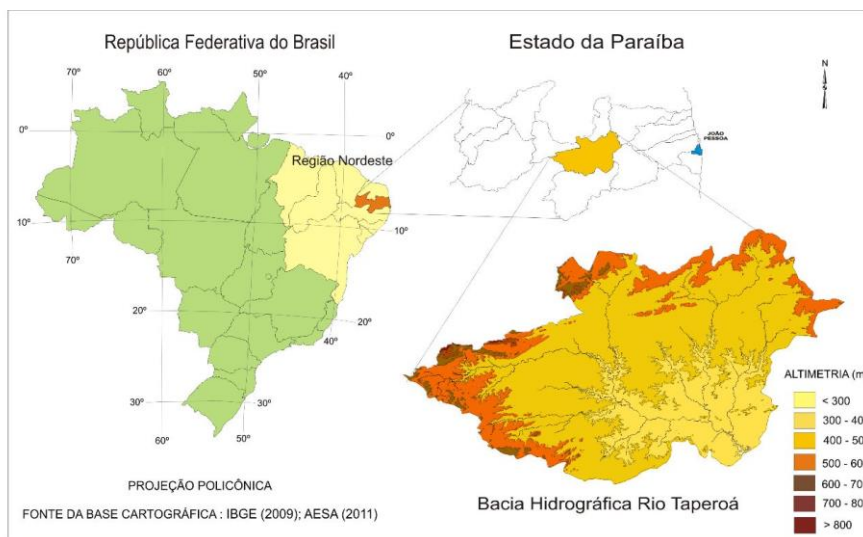 República Federativa do Brasil
Estado da Paraíba
70º
60º
50º
40º
N
0º
0º
JOÃO
PESSOA
Região Nordeste
10º
10º
70º
20º
20º
40º
ALTIMETRIA (m
< 300
300 - 40
400 - 50
500 - 60
600 - 70
700 - 80
> 800
30º
30º
60º
50º
PROJEÇÃO POLICÔNICA
Bacia Hidrográfica Rio Taperoá
FONTE DA BASE CARTOGRÁFICA : IBGE (2009); AESA (2011)